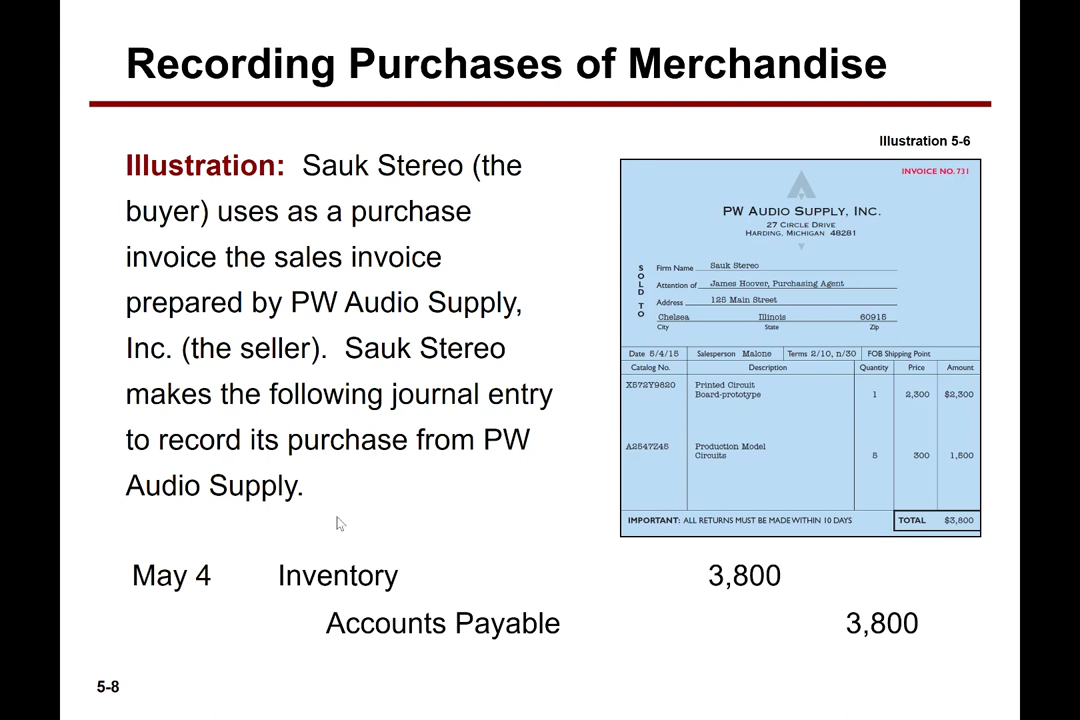 Recording Purchases of Merchandise
Illustration 5-6
Illustration: Sauk Stereo (the
buyer) uses as a purchase
invoice the sales invoice
prepared by PW Audio Supply,
Inc. (the seller). Sauk Stereo
makes the following journal entry
to record its purchase from PW
Audio Supply.
INVOICE NO. 731
PW AUDIO SUPPLY, INC.
27 CIRCLE DRIVE
HARDING, MICHIGAN 48281
SOLD TO
Firm Name Sauk Stereo
Attention of James Hoover, Purchasing Agent
Address 125 Main Street
Chelsea Illinois 60915
City State Zip
Date 5/4/15 Salesperson Malone Terms 2/10, n/30 FOB Shipping Point
Catalog No. Description Quantity Price Amount
X572Y9820 Printed Circuit
Board-prototype 1 2,300 $2,300
A2547Z45 Production Model
Circuits 5 300 1,500
IMPORTANT: ALL RETURNS MUST BE MADE WITHIN 10 DAYS TOTAL $3,800
May 4 Inventory 3,800
Accounts Payable 3,800
5-8